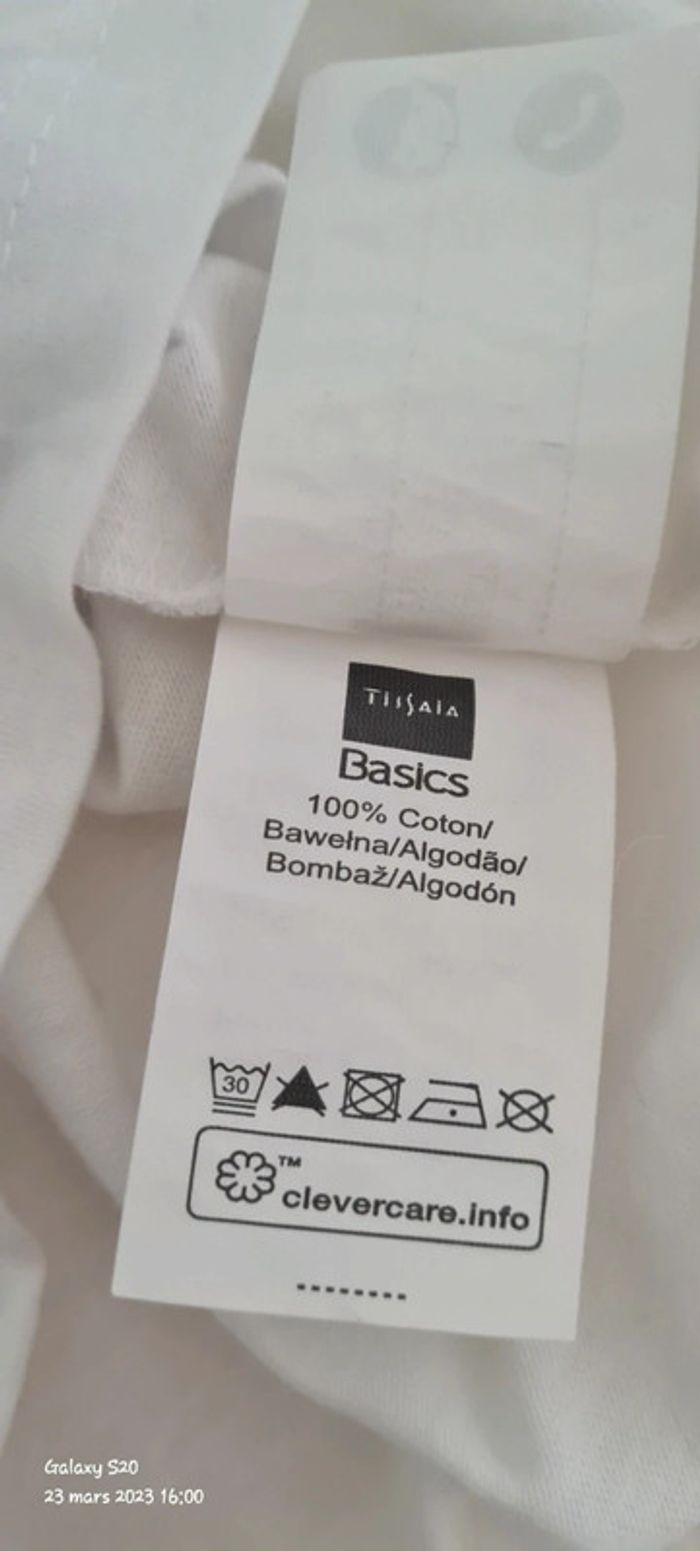 TissAiA
Basics
100% Coton/
Bawełna/Algodão/
Bombaž/Algodón
30
™
clevercare.info
Galaxy S20
23 mars 2023 16:00